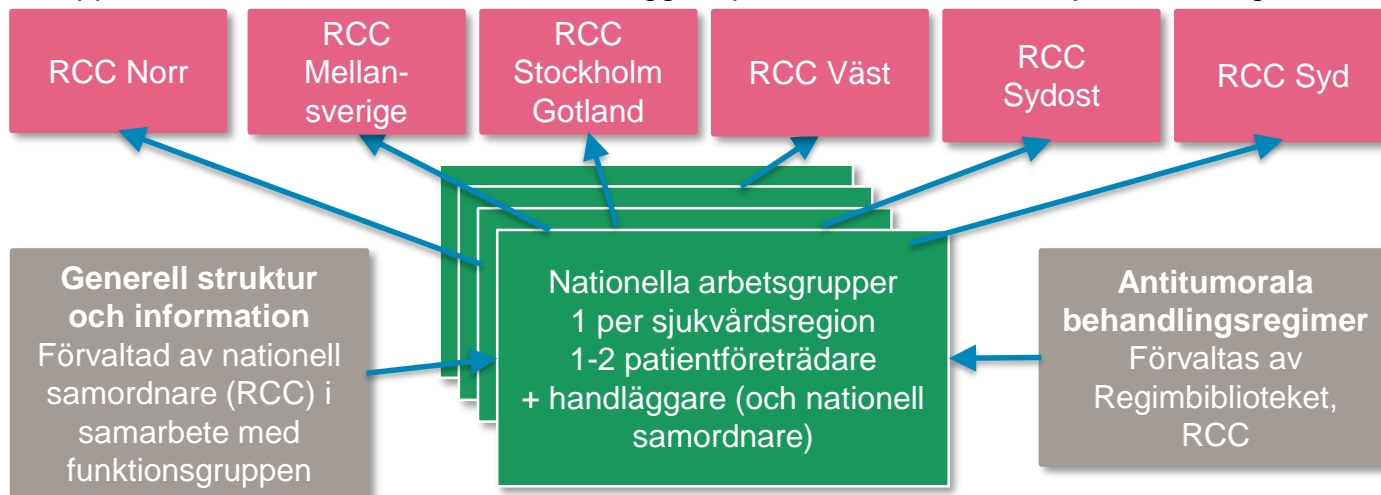 RCC Norr
RCC
Mellan-
sverige
RCC
Stockholm
Gotland
RCC Väst
RCC
Sydost
RCC Syd
Generell struktur
och information
Förvaltad av nationell
samordnare (RCC) i
samarbete med
funktionsgruppen
Nationella arbetsgrupper
1 per sjukvårdsregion
1-2 patientföreträdare
+ handläggare (och nationell
samordnare)
Antitumorala
behandlingsregimer
Förvaltas av
Regimbiblioteket,
RCC